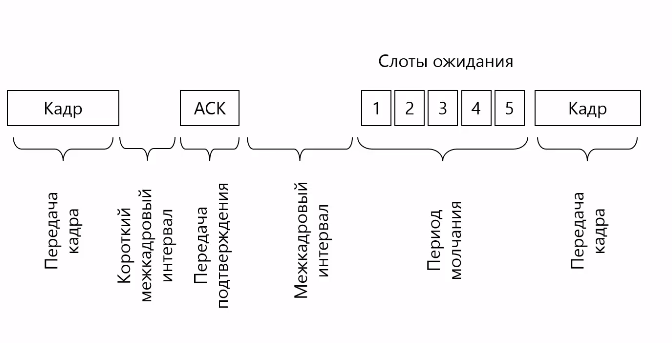 Слоты ожидания
Кадр
АСК
1
2
3
4
5
Кадр
Передача
кадра
Короткий
межкадровый
интервал
Передача
подтверждения
Межкадровый
интервал
Период
молчания
Передача
кадра